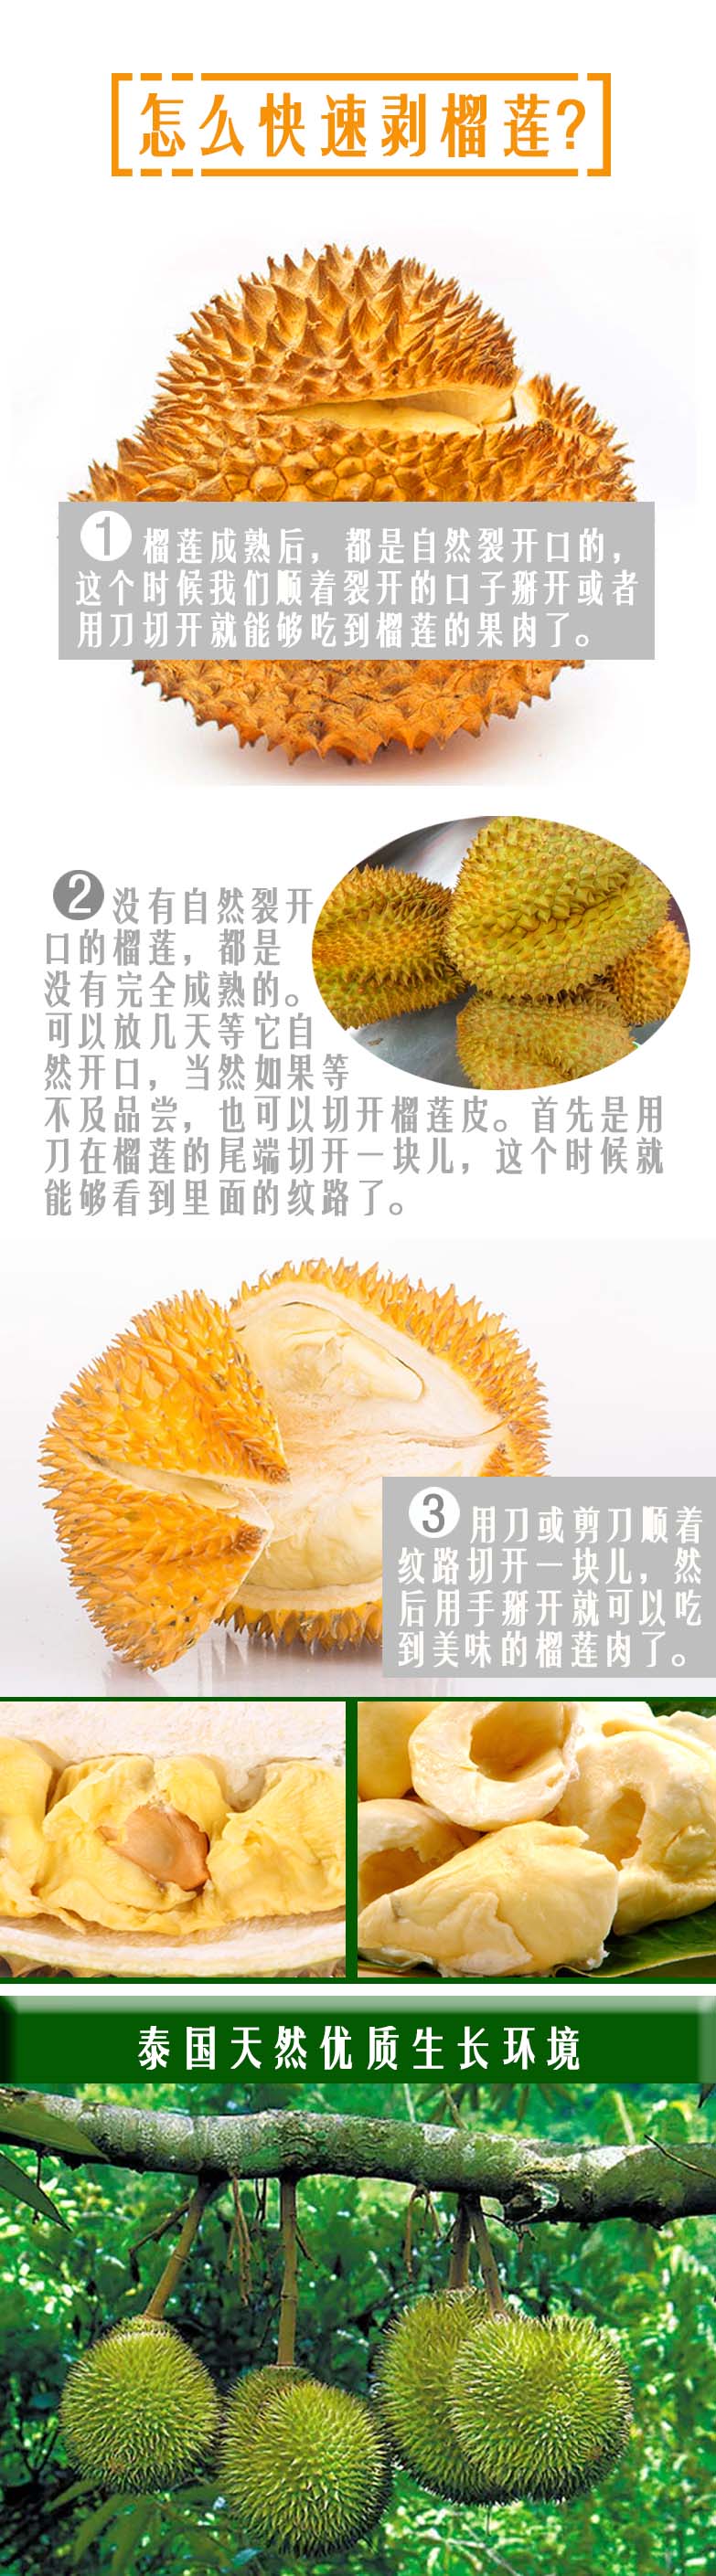 怎么快速剥榴莲?
1 榴莲成熟后，都是自然裂开口的，
这个时候我们顺着裂开的口子掰开或者
用刀切开就能够吃到榴莲的果肉了。
2 没有自然裂开
口的榴莲，都是
没有完全成熟的。
可以放几天等它自
然开口，当然如果等
不及品尝，也可以切开榴莲皮。首先是用
刀在榴莲的尾端切开一块儿，这个时候就
能够看到里面的纹路了。
3 用刀或剪刀顺着
纹路切开一块儿，然
后用手掰开就可以吃
到美味的榴莲肉了。
泰国天然优质生长环境